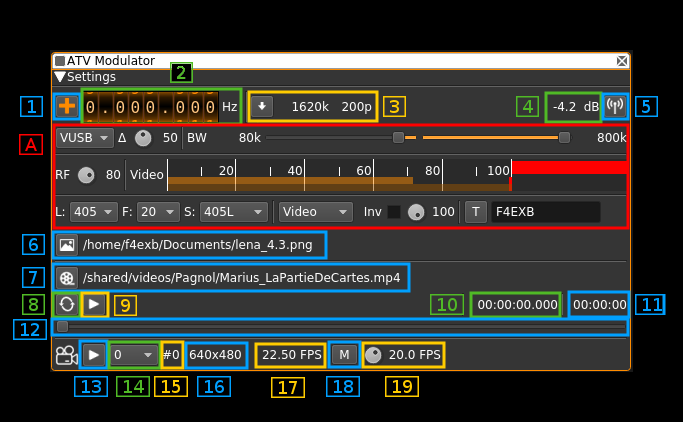 ATV Modulator
Settings
2
1 0.000.000 Hz 1620k 200p 3 4 -4.2 dB 5
A VUSB Δ 50 BW 80k 800k
RF 80 Video 20 40 60 80 100
L: 405 F: 20 S: 405L Video Inv 100 T F4EXB
6 /home/f4exb/Documents/lena_4.3.png
7 /shared/videos/Pagnol/Marius_LaPartieDeCartes.mp4
8 9 10 00:00:00.000 00:00:00 11
12
0 #0 640x480 22.50 FPS M 20.0 FPS
13 14 15 16 17 18 19